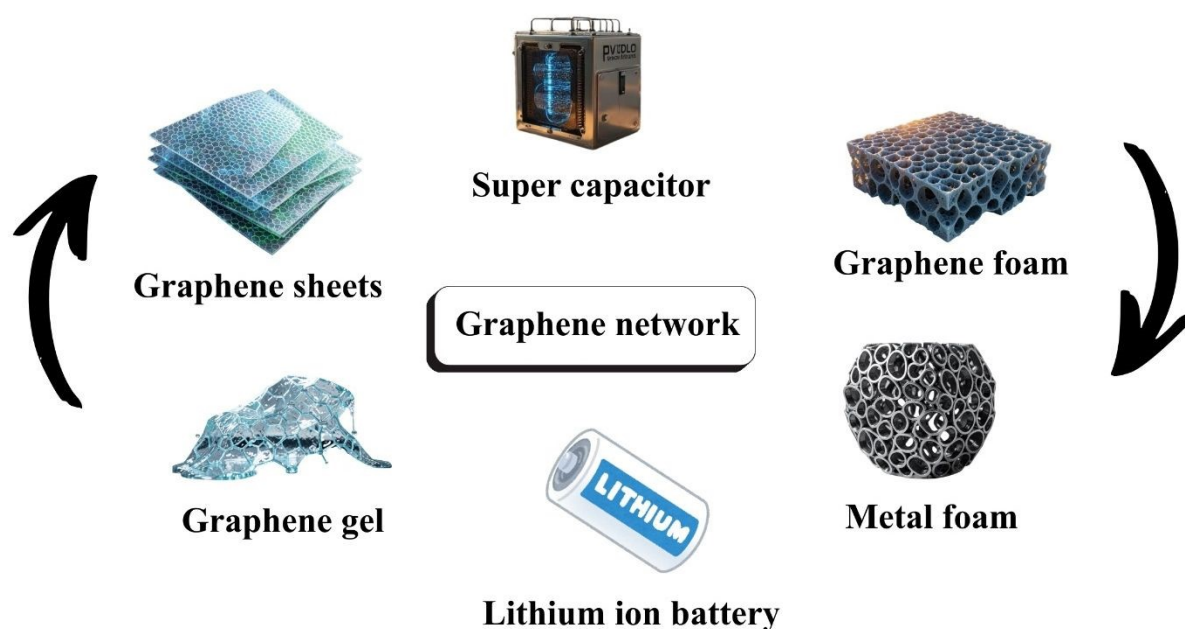 Super capacitor
Graphene sheets
Graphene foam
Graphene network
LITHIUM
Graphene gel
Metal foam
Lithium ion battery